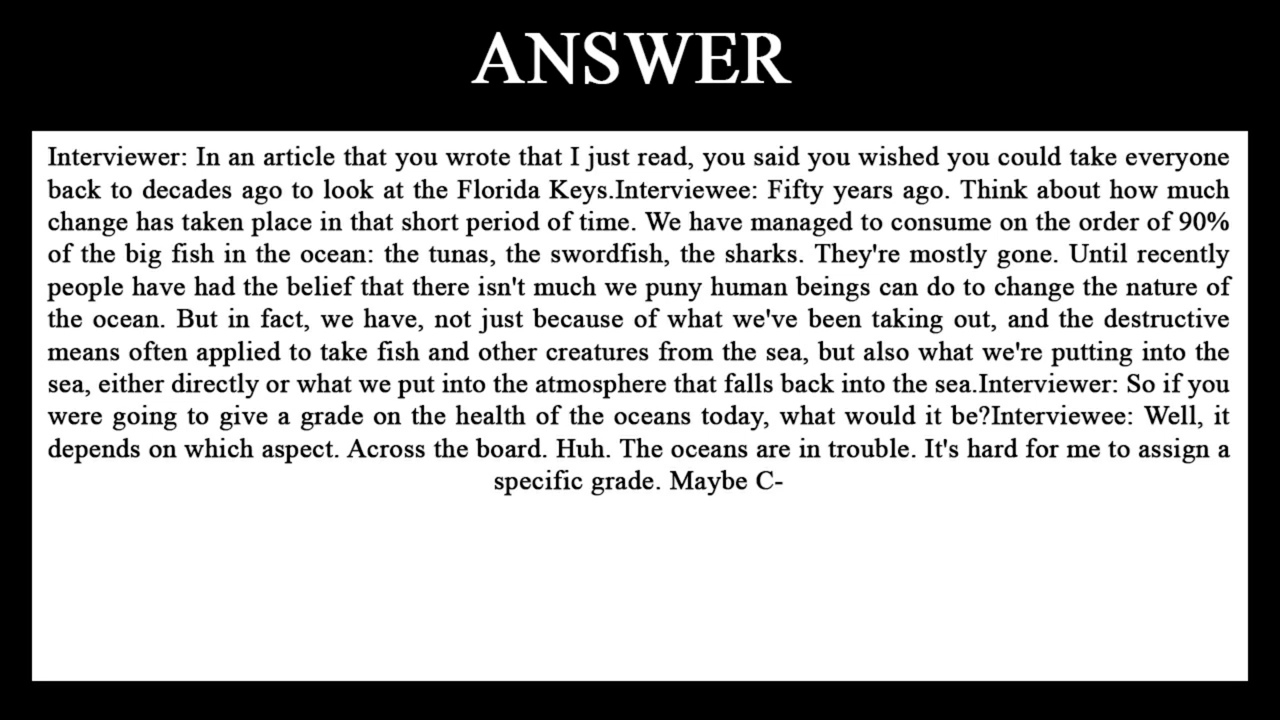 ANSWER
Interviewer: In an article that you wrote that I just read, you said you wished you could take everyone
back to decades ago to look at the Florida Keys.Interviewee: Fifty years ago. Think about how much
change has taken place in that short period of time. We have managed to consume on the order of 90%
of the big fish in the ocean: the tunas, the swordfish, the sharks. They're mostly gone. Until recently
people have had the belief that there isn't much we puny human beings can do to change the nature of
the ocean. But in fact, we have, not just because of what we've been taking out, and the destructive
means often applied to take fish and other creatures from the sea, but also what we're putting into the
sea, either directly or what we put into the atmosphere that falls back into the sea.Interviewer: So if you
were going to give a grade on the health of the oceans today, what would it be?Interviewee: Well, it
depends on which aspect. Across the board. Huh. The oceans are in trouble. It's hard for me to assign a
specific grade. Maybe C-